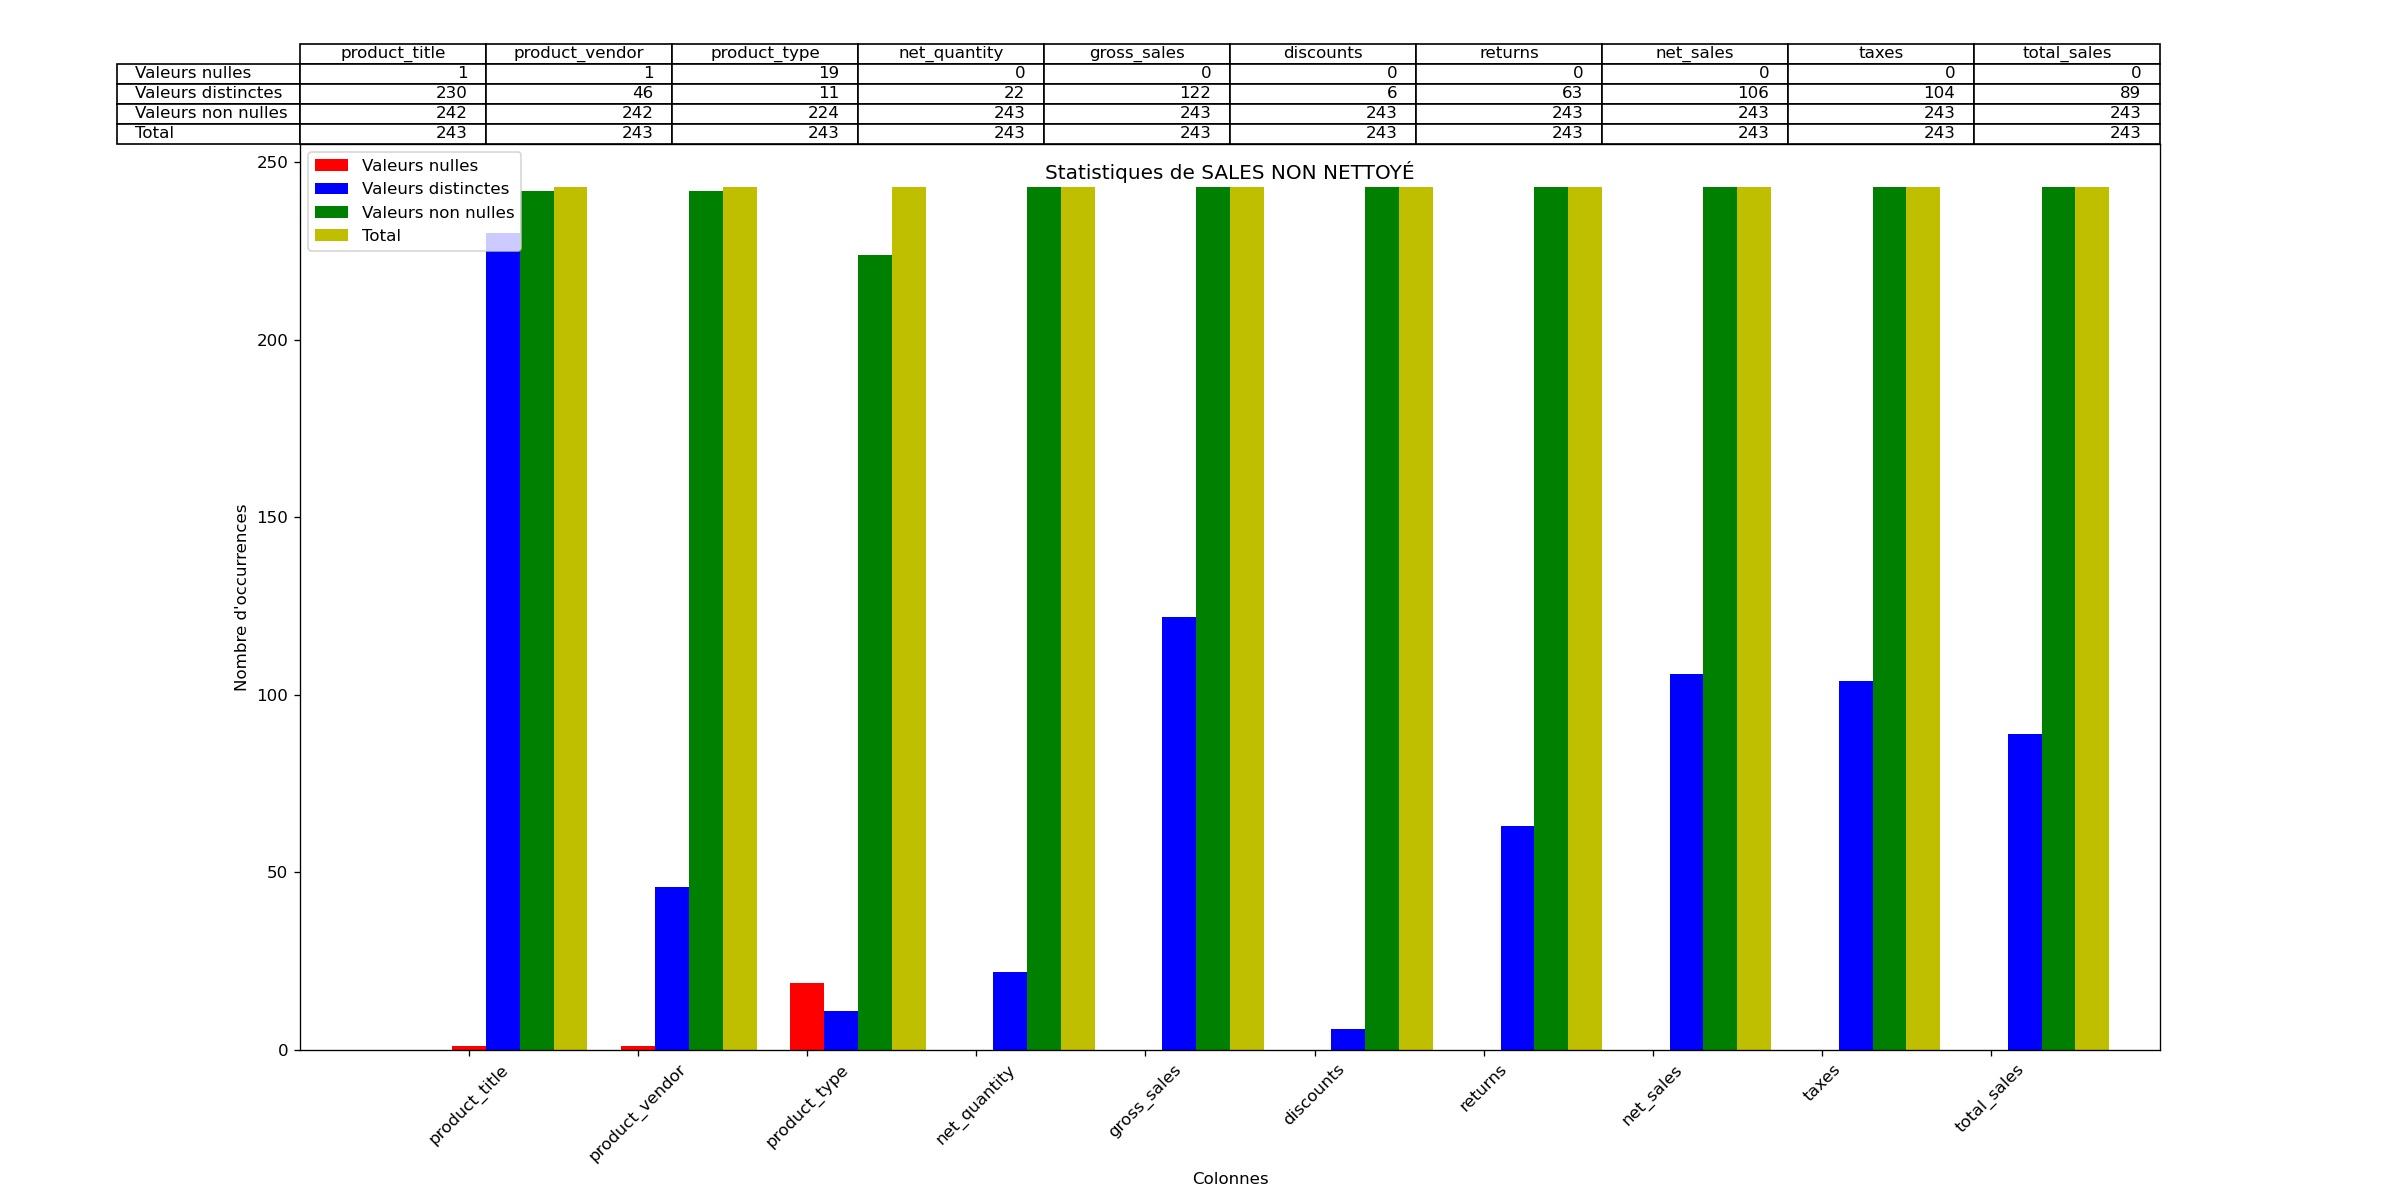 product_title product_vendor product_type net_quantity gross_sales discounts returns net_sales taxes total_sales
Valeurs nulles 1 1 19 0 0 0 0 0 0 0
Valeurs distinctes 230 46 11 22 122 6 63 106 104 89
Valeurs non nulles 242 242 224 243 243 243 243 243 243 243
Total 243 243 243 243 243 243 243 243 243 243
Statistiques de SALES NON NETTOYÉ
Valeurs nulles
Valeurs distinctes
Valeurs non nulles
Total
250
200
150
100
50
0
Nombre d'occurrences
product_title
product_vendor
product_type
net_quantity
gross_sales
discounts
returns
net_sales
taxes
total_sales
Colonnes